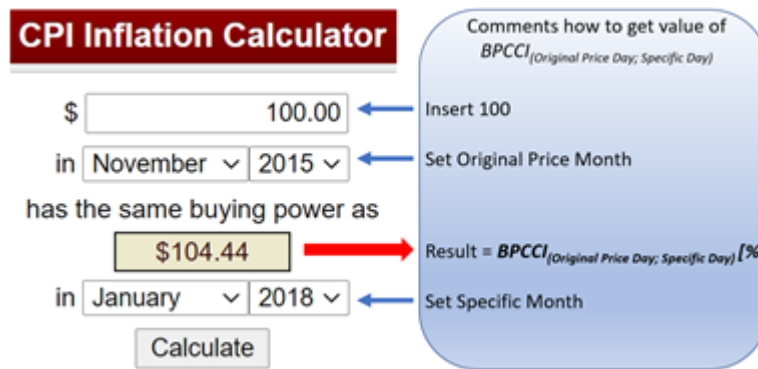 CPI Inflation Calculator
$ 100.00
in November 2015
has the same buying power as
$104.44
in January 2018
Calculate
Comments how to get value of
BPCCI(Original Price Day; Specific Day)
Insert 100
Set Original Price Month
Result = BPCCI(Original Price Day; Specific Day) [%
Set Specific Month